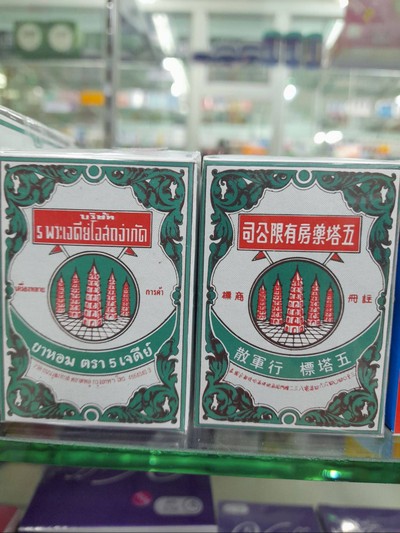 บริษัท
๕ พระเจดีย์โอสถจำกัด
เครื่องหมาย การค้า
ยาหอม ตรา ๕ เจดีย์
五塔藥房有限公司
註冊 商標
五塔標 行軍散